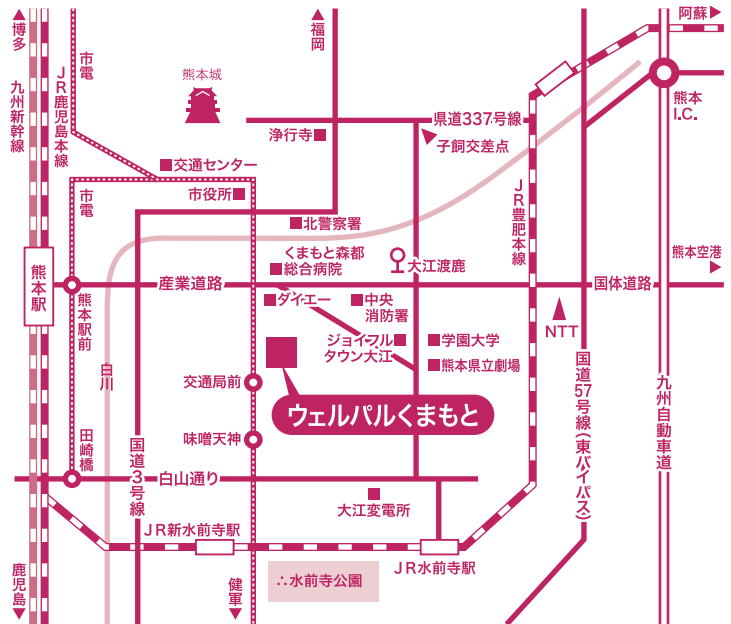 博多
市電
福岡
阿蘇
九州新幹線
JR鹿児島本線
熊本城
県道337号線
熊本
I.C.
浄行寺
子飼交差点
交通センター
市電
市役所
JR豊肥本線
北警察署
くまもと森都
総合病院
大江渡鹿
熊本空港
熊本駅
産業道路
国体道路
熊本駅前
ダイエー
中央
消防署
NTT
ジョイフル
タウン大江
学園大学
熊本県立劇場
白川
交通局前
国道57号線(東バイパス)
九州自動車道
ウェルパルくまもと
田崎橋
国道3号線
味噌天神
白山通り
大江変電所
JR新水前寺駅
JR水前寺駅
鹿児島
健軍
∴水前寺公園